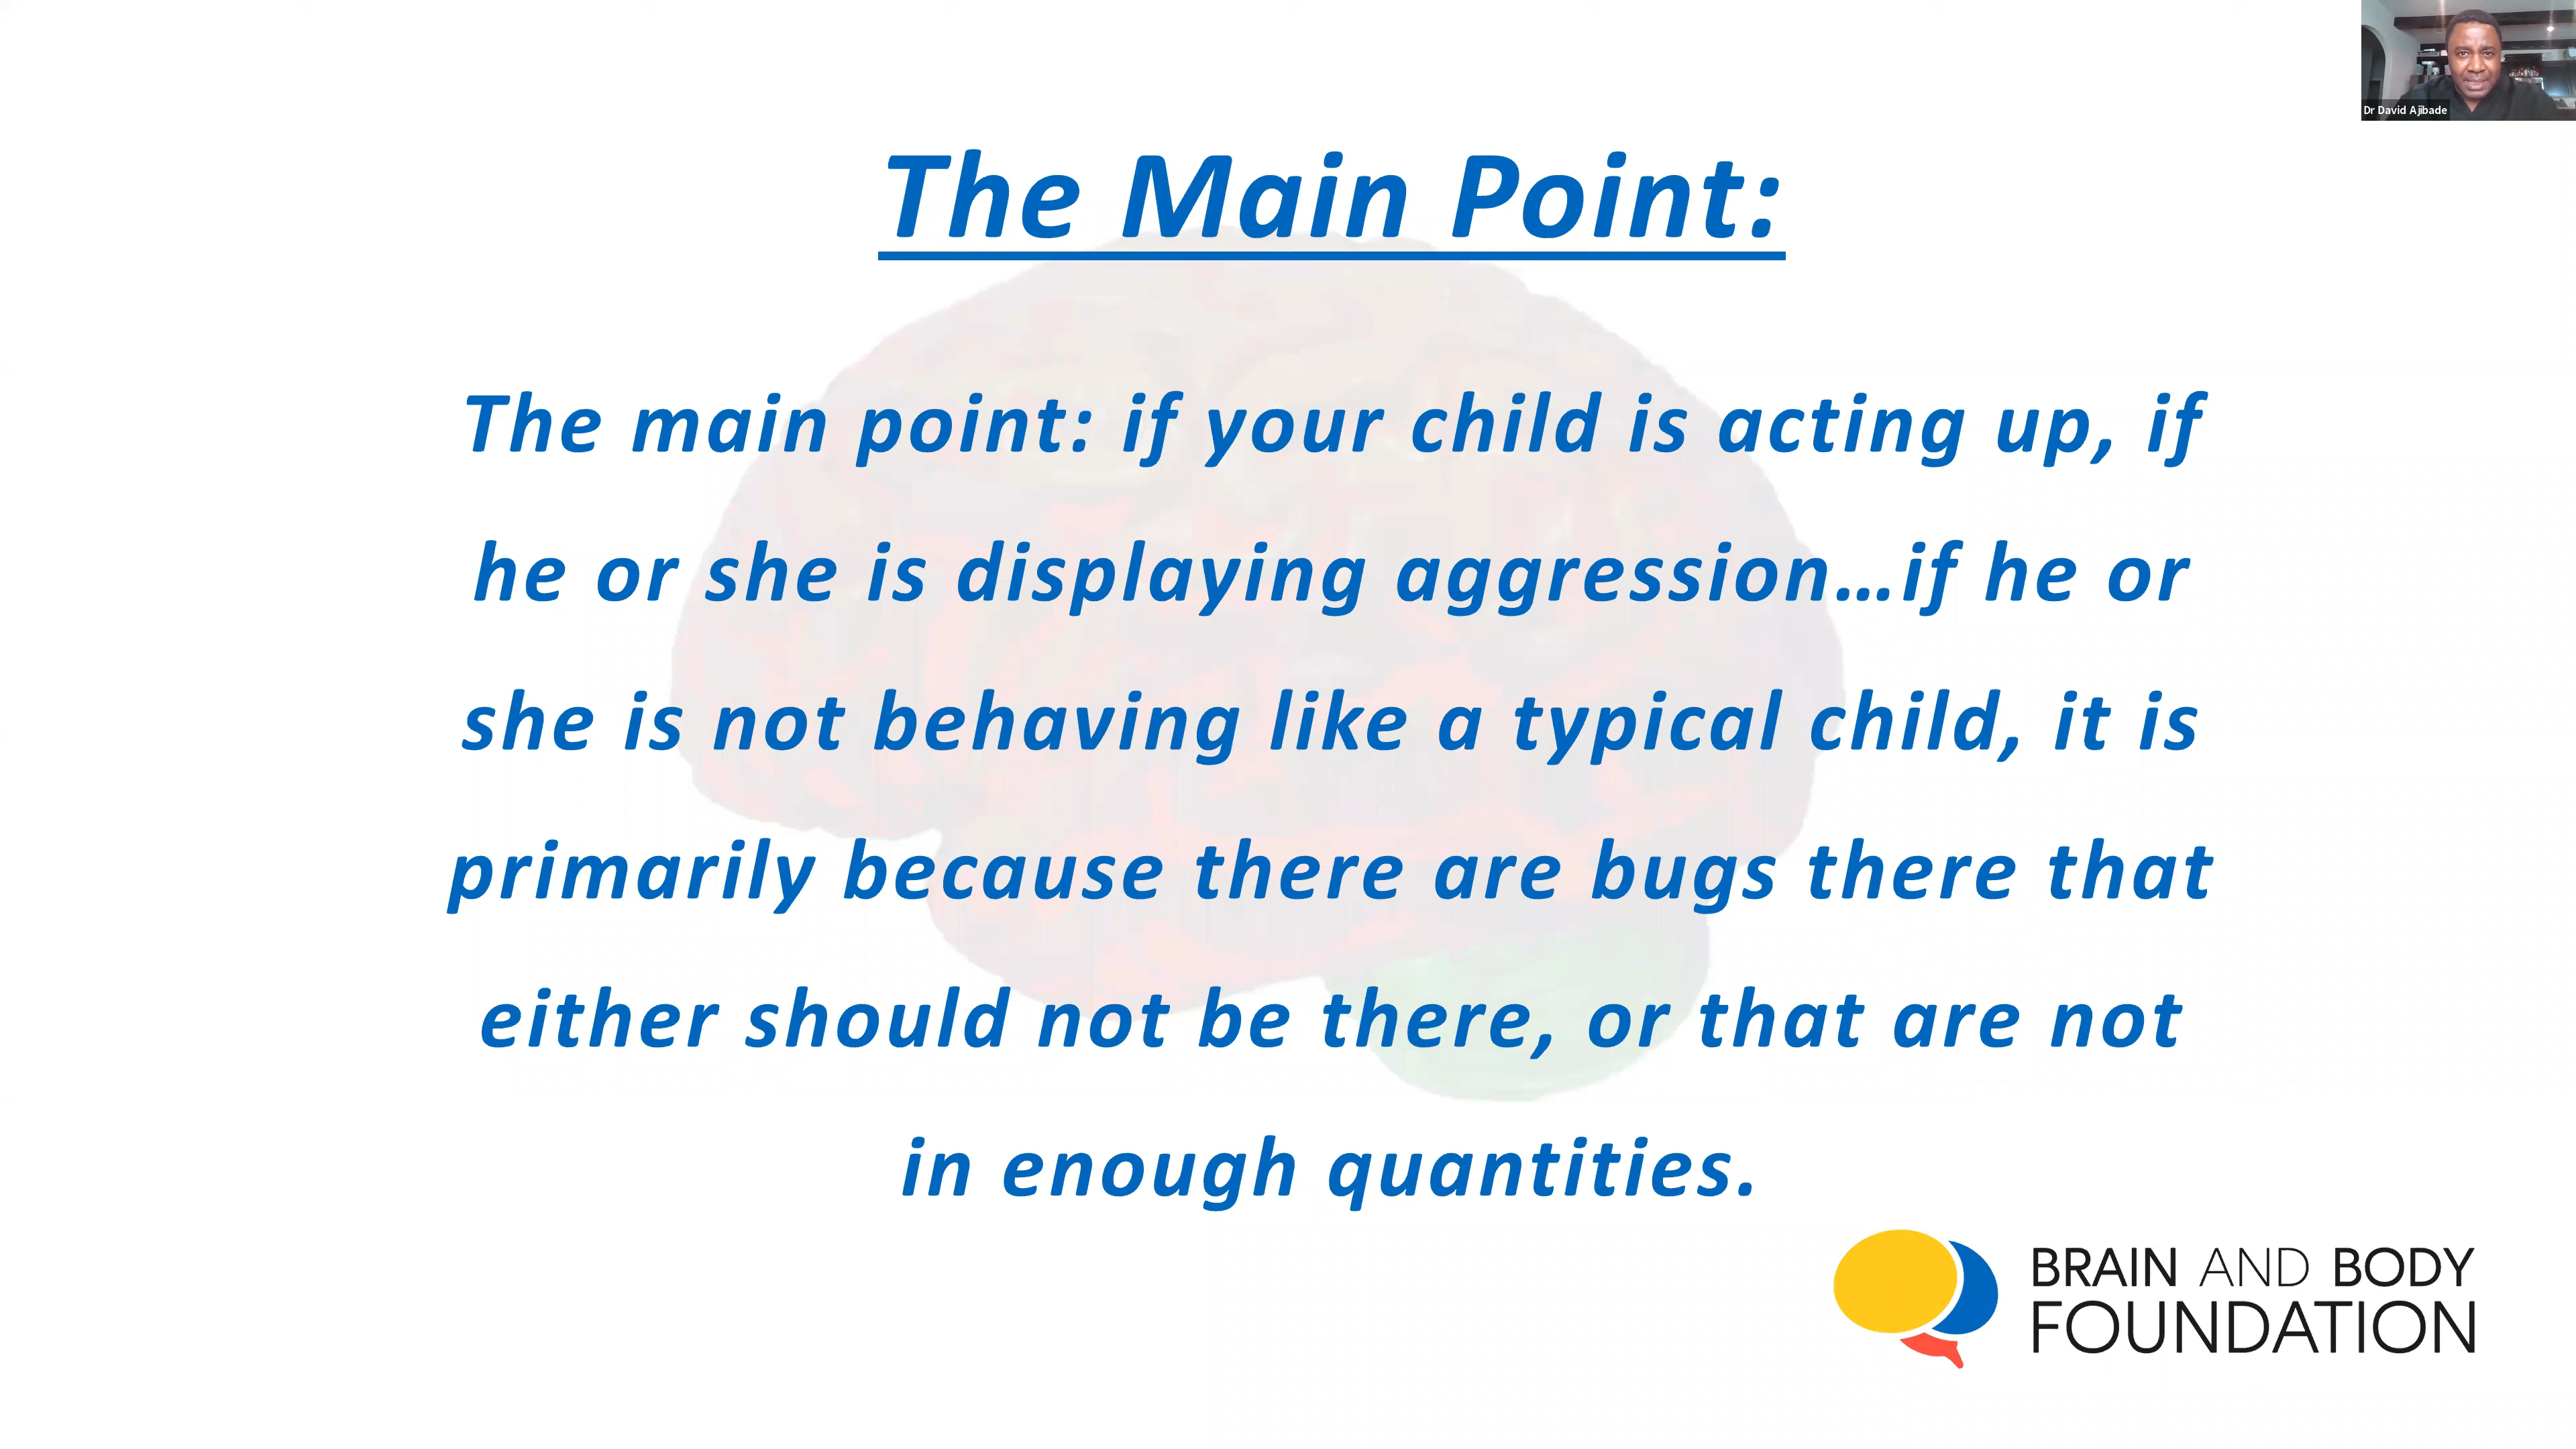 Dr David Ajibade
The Main Point:
The main point: if your child is acting up, if
he or she is displaying aggression...if he or
she is not behaving like a typical child, it is
primarily because there are bugs there that
either should not be there, or that are not
in enough quantities.
BRAIN AND BODY
FOUNDATION